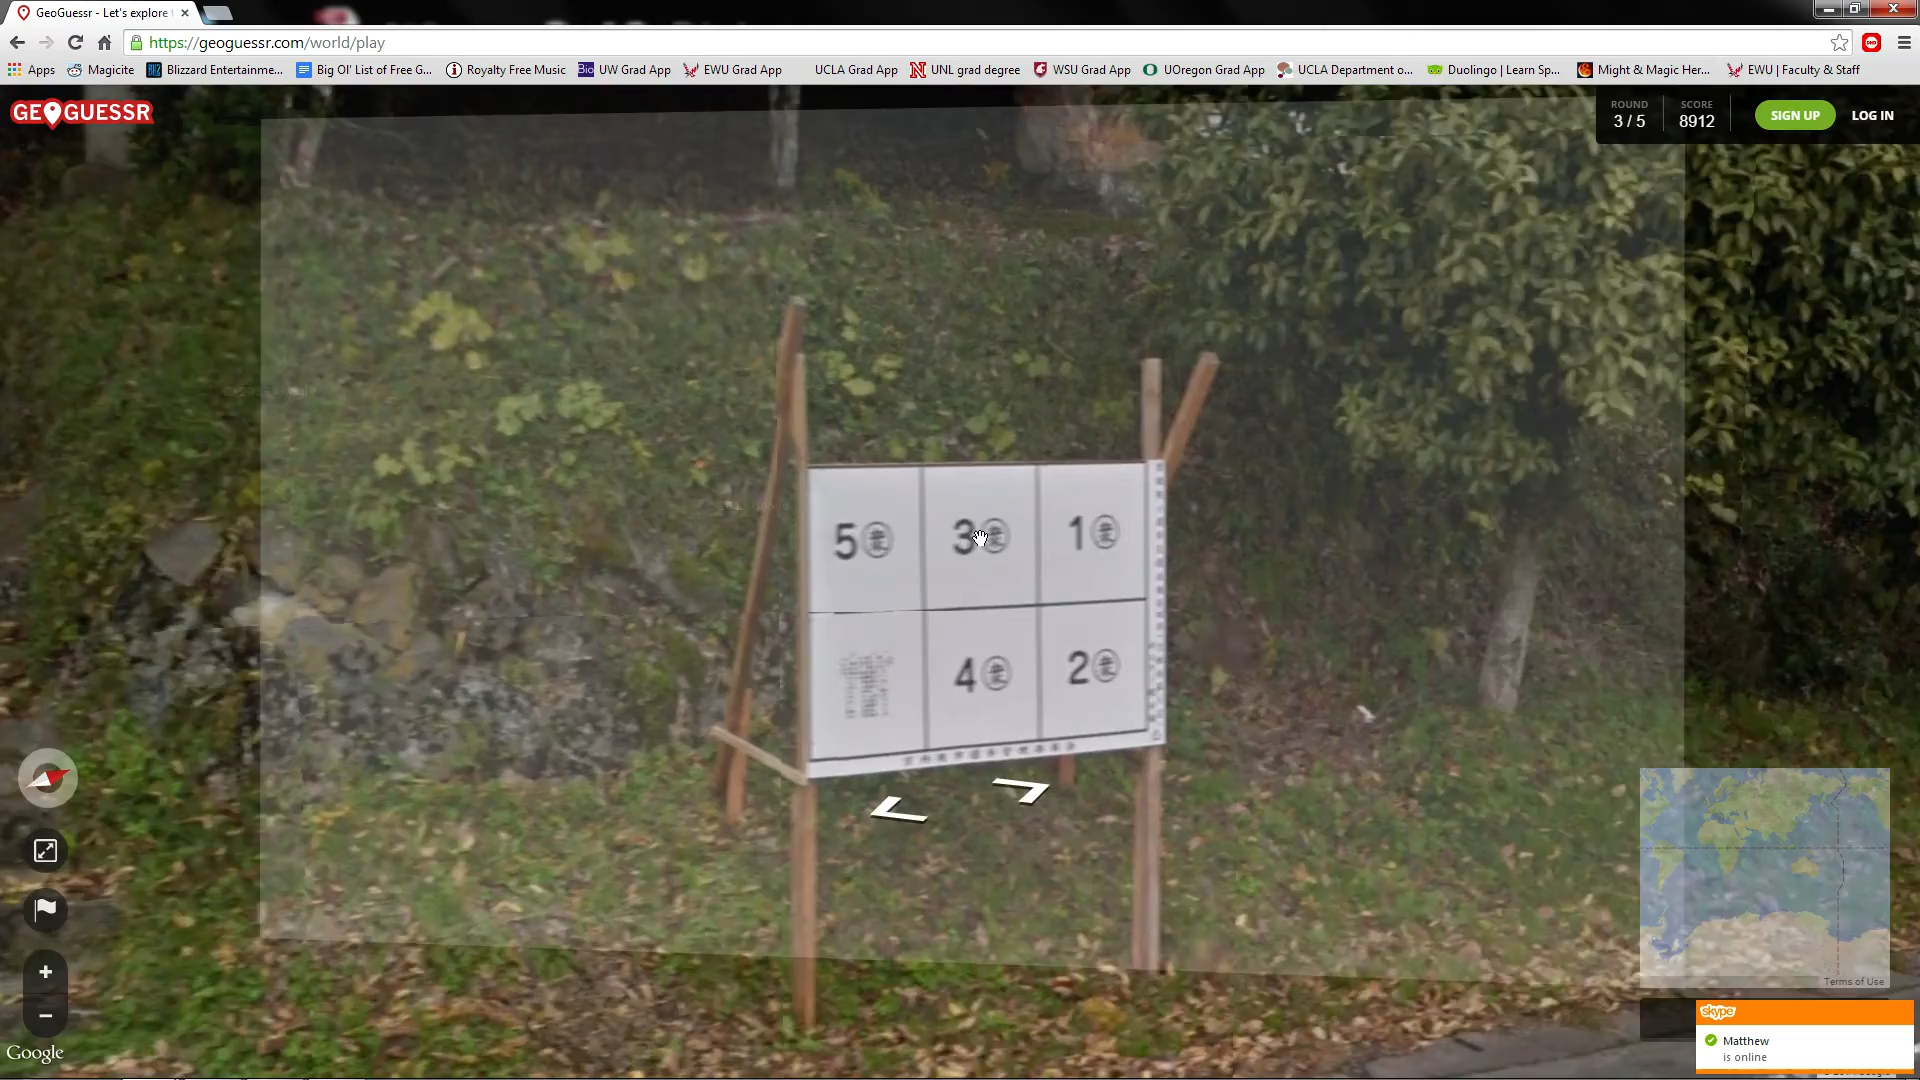 GeoGuessr - Let's explore t
https://geoguessr.com/world/play
Apps
Magicite
Blizzard Entertainme...
Big Ol' List of Free G...
Royalty Free Music
UW Grad App
EWU Grad App
UCLA Grad App
UNL grad degree
WSU Grad App
UOregon Grad App
UCLA Department o...
Duolingo | Learn Sp...
Might & Magic Her...
EWU | Faculty & Staff
GEOGUESSR
ROUND
3 / 5
SCORE
8912
SIGN UP
LOG IN
5
3
1
4
2
Terms of Use
skype
Matthew
is online
Google